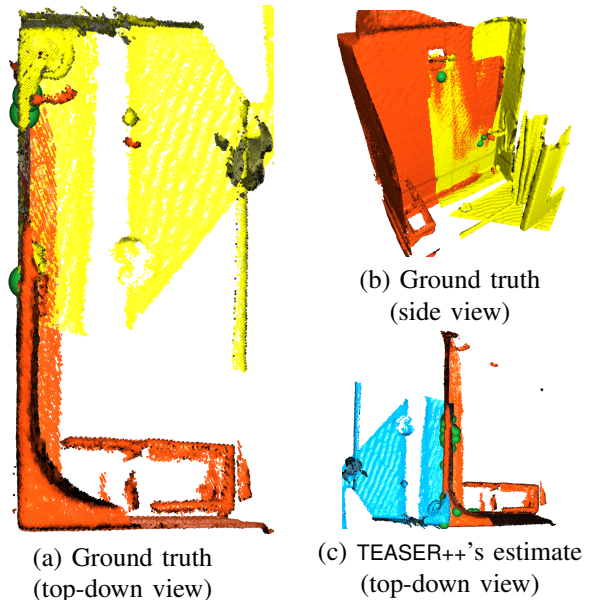 (a) Ground truth
(top-down view)
(b) Ground truth
(side view)
(c) TEASER++'s estimate
(top-down view)